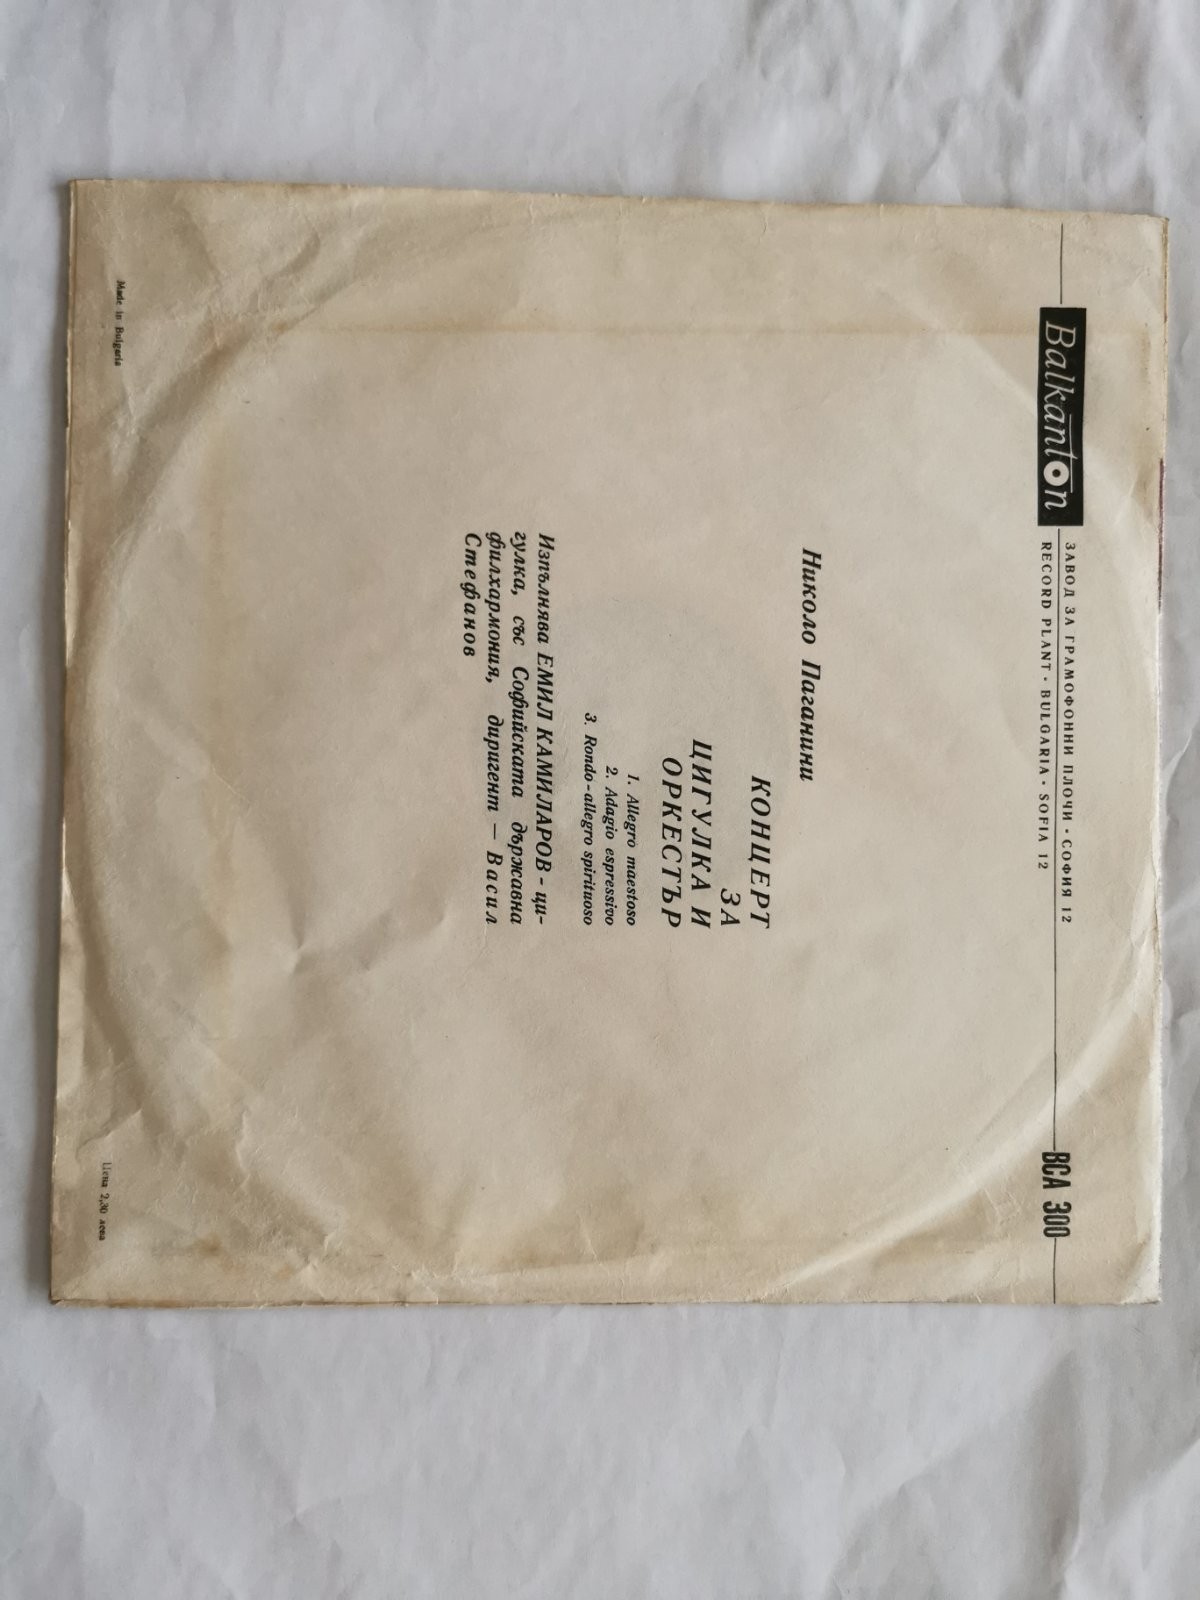 Balkanton
ЗАВОД ЗА ГРАМОФОННИ ПЛОЧИ • СОФИЯ 12
RECORD PLANT • BULGARIA • SOFIA 12
ВСА 300
Николо Паганини
КОНЦЕРТ
ЗА
ЦИГУЛКА И
ОРКЕСТЪР
1. Allegro maestoso
2. Adagio espressivo
3. Rondo-allegro spirituoso
Изпълнява ЕМИЛ КАМИЛАРОВ - ци-
гулка, със Софийската държавна
филхармония, диригент — Васил
Стефанов
Made in Bulgaria
Цена 2,30 лева